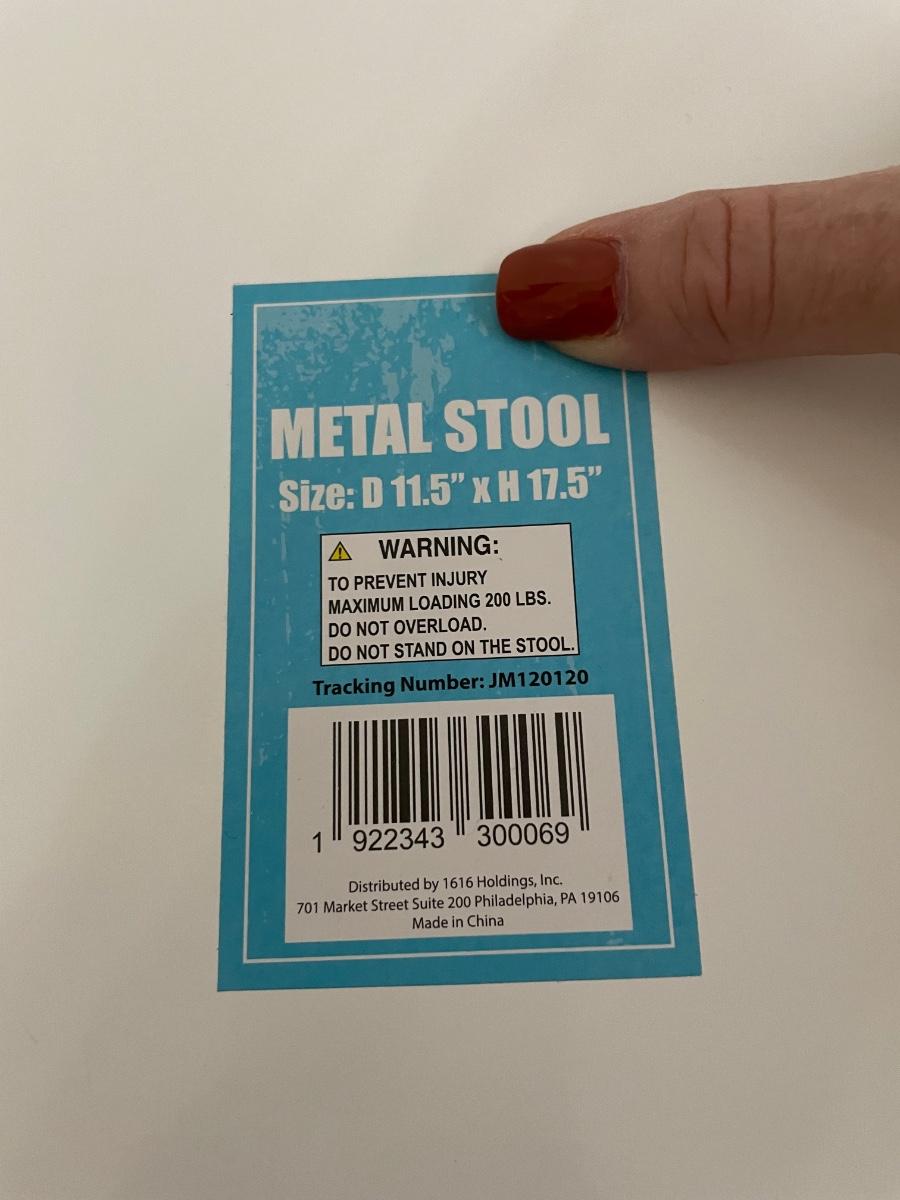 METAL STOOL
Size: D 11.5” x H 17.5”
WARNING:
TO PREVENT INJURY
MAXIMUM LOADING 200 LBS.
DO NOT OVERLOAD.
DO NOT STAND ON THE STOOL.
Tracking Number: JM120120
1 922343 300069
Distributed by 1616 Holdings, Inc.
701 Market Street Suite 200 Philadelphia, PA 19106
Made in China